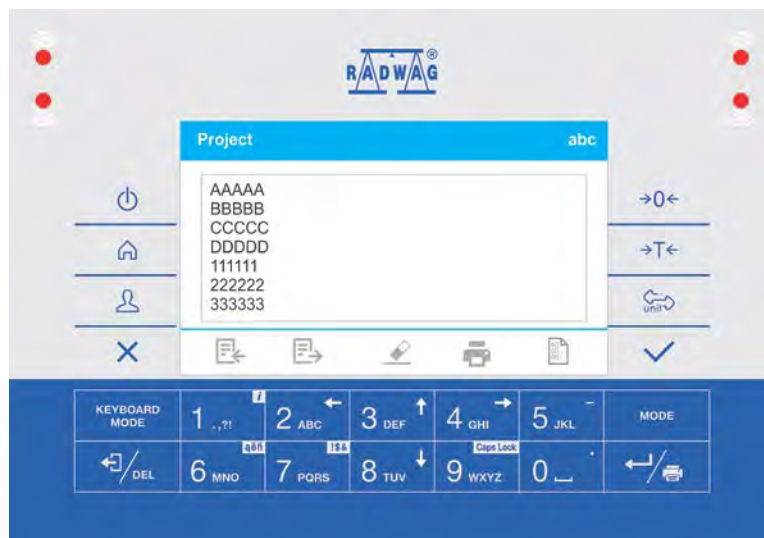 RADWAG®
Project abc
AAAAA
BBBBB
CCCCC
DDDDD
111111
222222
333333
→0←
→T←
unit
KEYBOARD MODE
1 .,?! i
2 ABC ←
3 DEF ↑
4 GHI →
5 JKL -
MODE
/DEL
6 MNO ąëñ
7 PQRS !$&
8 TUV ↓
9 WXYZ Caps Lock
0 ⎵ .